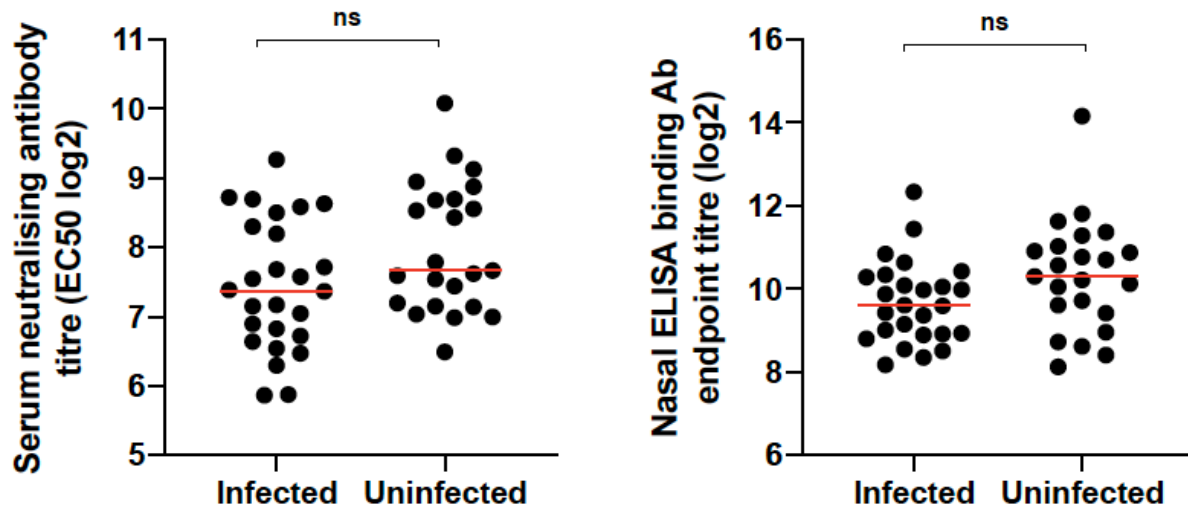 ns
Serum neutralising antibody
titre (EC50 log2)
11
10
9
8
7
6
5
Infected
Uninfected
ns
Nasal ELISA binding Ab
endpoint titre (log2)
16
14
12
10
8
6
Infected
Uninfected